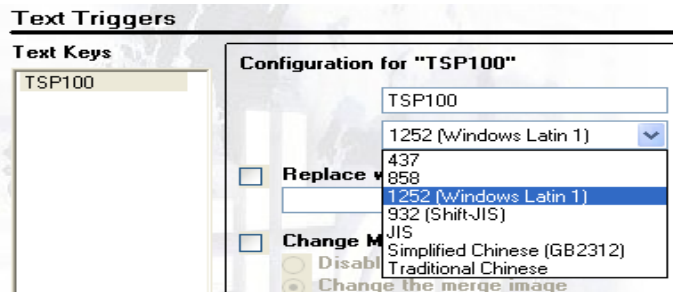 Text Triggers
Text Keys
TSP100
Configuration for "TSP100"
TSP100
1252 (Windows Latin 1)
437
858
1252 (Windows Latin 1)
932 (Shift-JIS)
JIS
Simplified Chinese (GB2312)
Traditional Chinese
Replace
Change
Disabl
Change the merge image